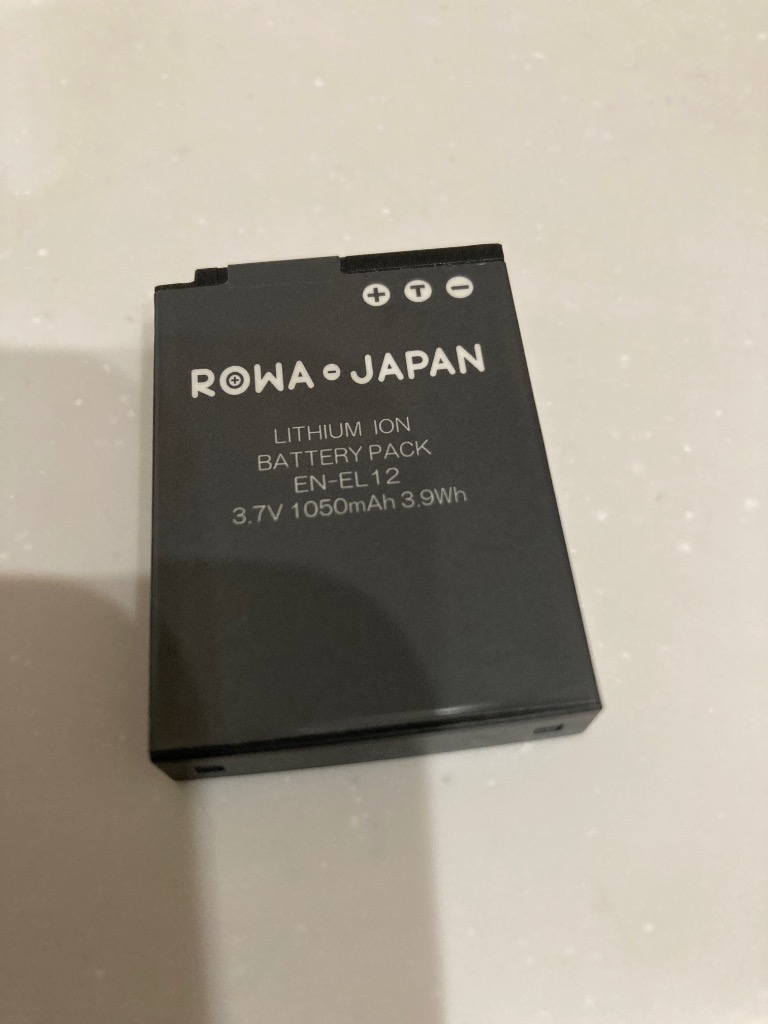 + T −
ROWA JAPAN
LITHIUM ION
BATTERY PACK
EN-EL12
3.7V 1050mAh 3.9Wh